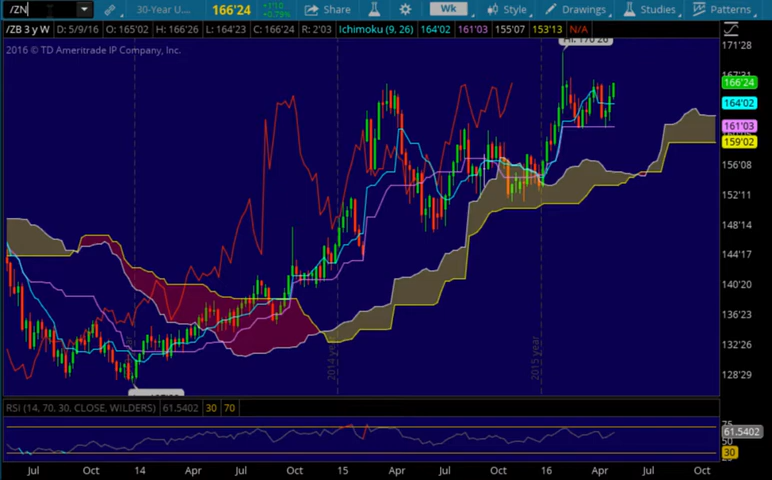 /ZN 30-Year U... 166'24 +1'10 +0.79% Share Wk Style Drawings Studies Patterns
/ZB 3 y W D: 5/9/16 O: 165'02 H: 166'26 L: 164'23 C: 166'24 R: 2'03 Ichimoku (9, 26) 164'02 161'03 155'07 153'13 N/A
2016 © TD Ameritrade IP Company, Inc.
171'28
167'31
166'24
164'02
161'03
159'02
156'08
152'11
148'14
144'17
140'20
136'23
132'26
128'29
2014 year
2015 year
RSI (14, 70, 30, CLOSE, WILDERS) 61.5402 30 70
75
61.5402
50
30
Jul Oct 14 Apr Jul Oct 15 Apr Jul Oct 16 Apr Jul Oct